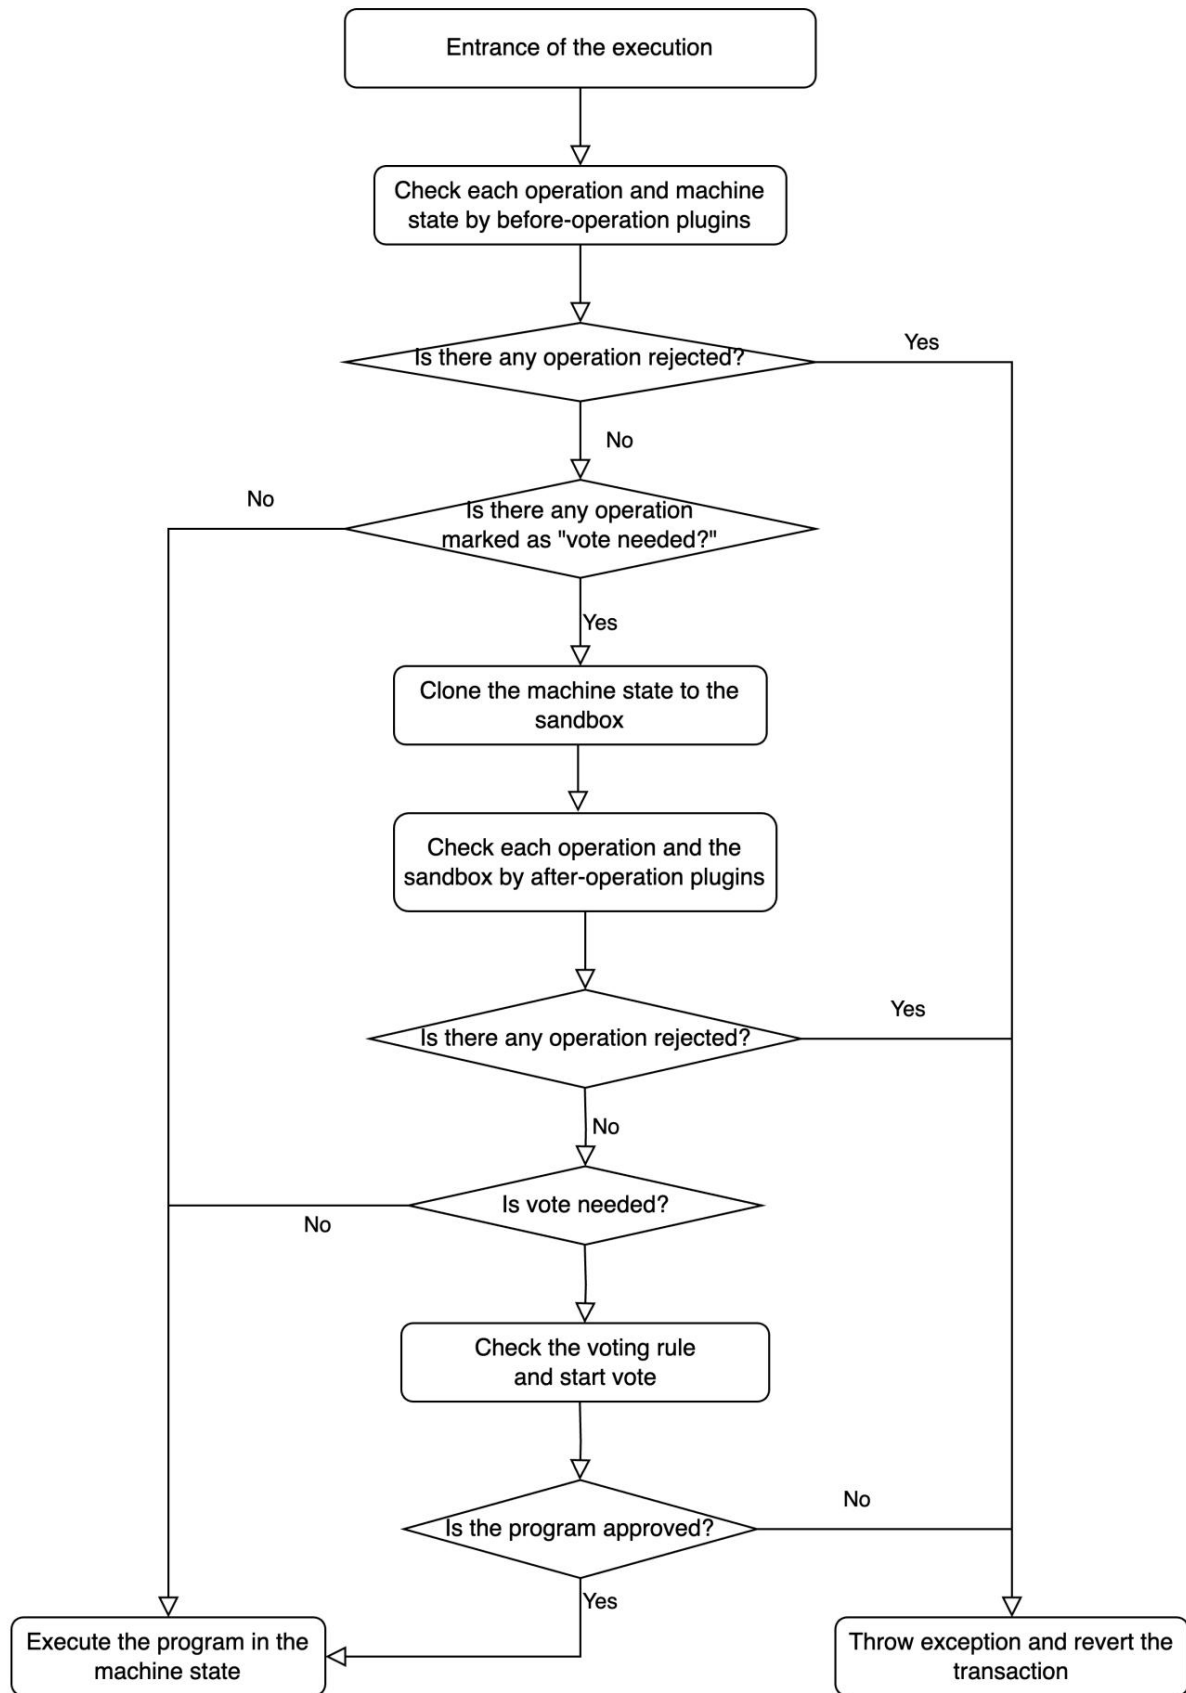 Entrance of the execution
Check each operation and machine
state by before-operation plugins
Is there any operation rejected?
Yes
No
No
Is there any operation
marked as "vote needed?"
Yes
Clone the machine state to the
sandbox
Check each operation and the
sandbox by after-operation plugins
Is there any operation rejected?
Yes
No
Is vote needed?
No
Check the voting rule
and start vote
Is the program approved?
No
Yes
Execute the program in the
machine state
Throw exception and revert the
transaction